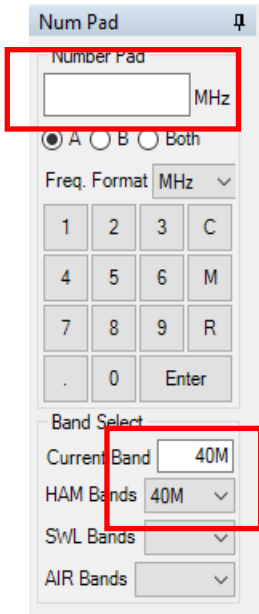 Num Pad
Number Pad
MHz
A B Both
Freq. Format MHz
1 2 3 C
4 5 6 M
7 8 9 R
. 0 Enter
Band Select
Current Band 40M
HAM Bands 40M
SWL Bands
AIR Bands